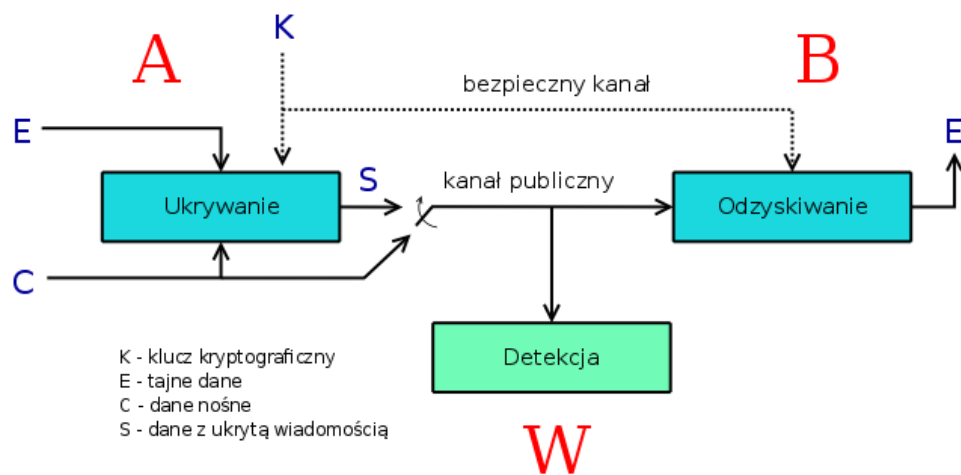 K
A
B
bezpieczny kanał
E
E
S
kanał publiczny
Ukrywanie
Odzyskiwanie
C
Detekcja
K - klucz kryptograficzny
E - tajne dane
C - dane nośne
S - dane z ukrytą wiadomością
W